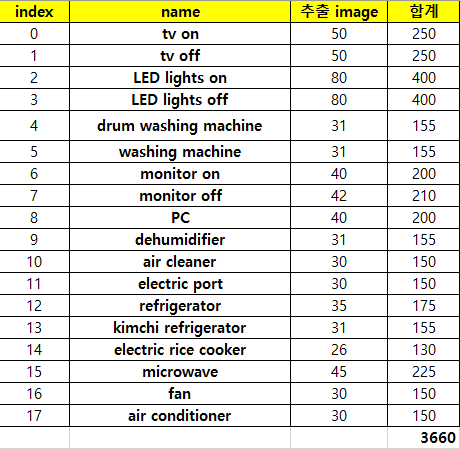 index name 추출 image 합계
0 tv on 50 250
1 tv off 50 250
2 LED lights on 80 400
3 LED lights off 80 400
4 drum washing machine 31 155
5 washing machine 31 155
6 monitor on 40 200
7 monitor off 42 210
8 PC 40 200
9 dehumidifier 31 155
10 air cleaner 30 150
11 electric port 30 150
12 refrigerator 35 175
13 kimchi refrigerator 31 155
14 electric rice cooker 26 130
15 microwave 45 225
16 fan 30 150
17 air conditioner 30 150
3660